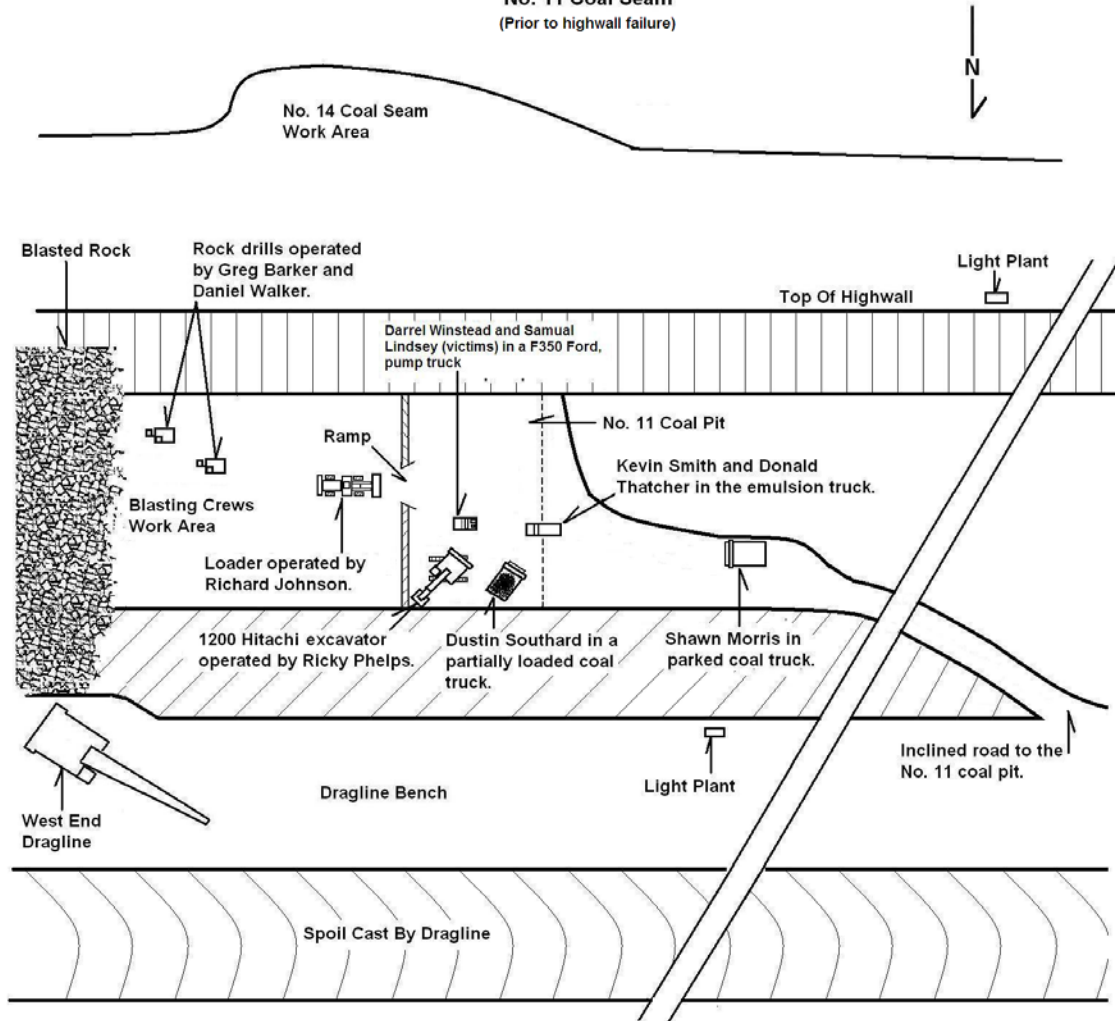 No. 11 Coal Seam
(Prior to highwall failure)
N
No. 14 Coal Seam
Work Area
Blasted Rock
Rock drills operated
by Greg Barker and
Daniel Walker.
Light Plant
Top Of Highwall
Darrel Winstead and Samual
Lindsey (victims) in a F350 Ford,
pump truck
Ramp
No. 11 Coal Pit
Kevin Smith and Donald
Thatcher in the emulsion truck.
Blasting Crews
Work Area
Loader operated by
Richard Johnson.
1200 Hitachi excavator
operated by Ricky Phelps.
Dustin Southard in a
partially loaded coal
truck.
Shawn Morris in
parked coal truck.
Inclined road to the
No. 11 coal pit.
Light Plant
Dragline Bench
West End
Dragline
Spoil Cast By Dragline